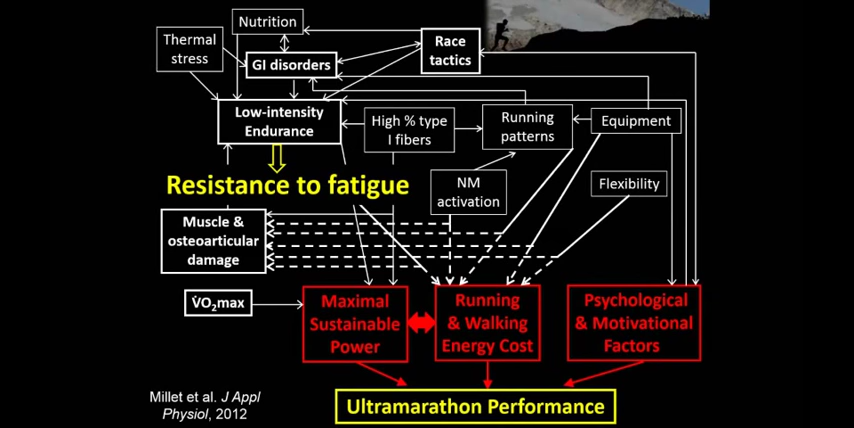 Nutrition
Thermal
stress
GI disorders
Race
tactics
Low-intensity
Endurance
High % type
I fibers
Running
patterns
Equipment
Resistance to fatigue
NM
activation
Flexibility
Muscle &
osteoarticular
damage
V̇O₂max
Maximal
Sustainable
Power
Running
& Walking
Energy Cost
Psychological
& Motivational
Factors
Millet et al. J Appl
Physiol, 2012
Ultramarathon Performance